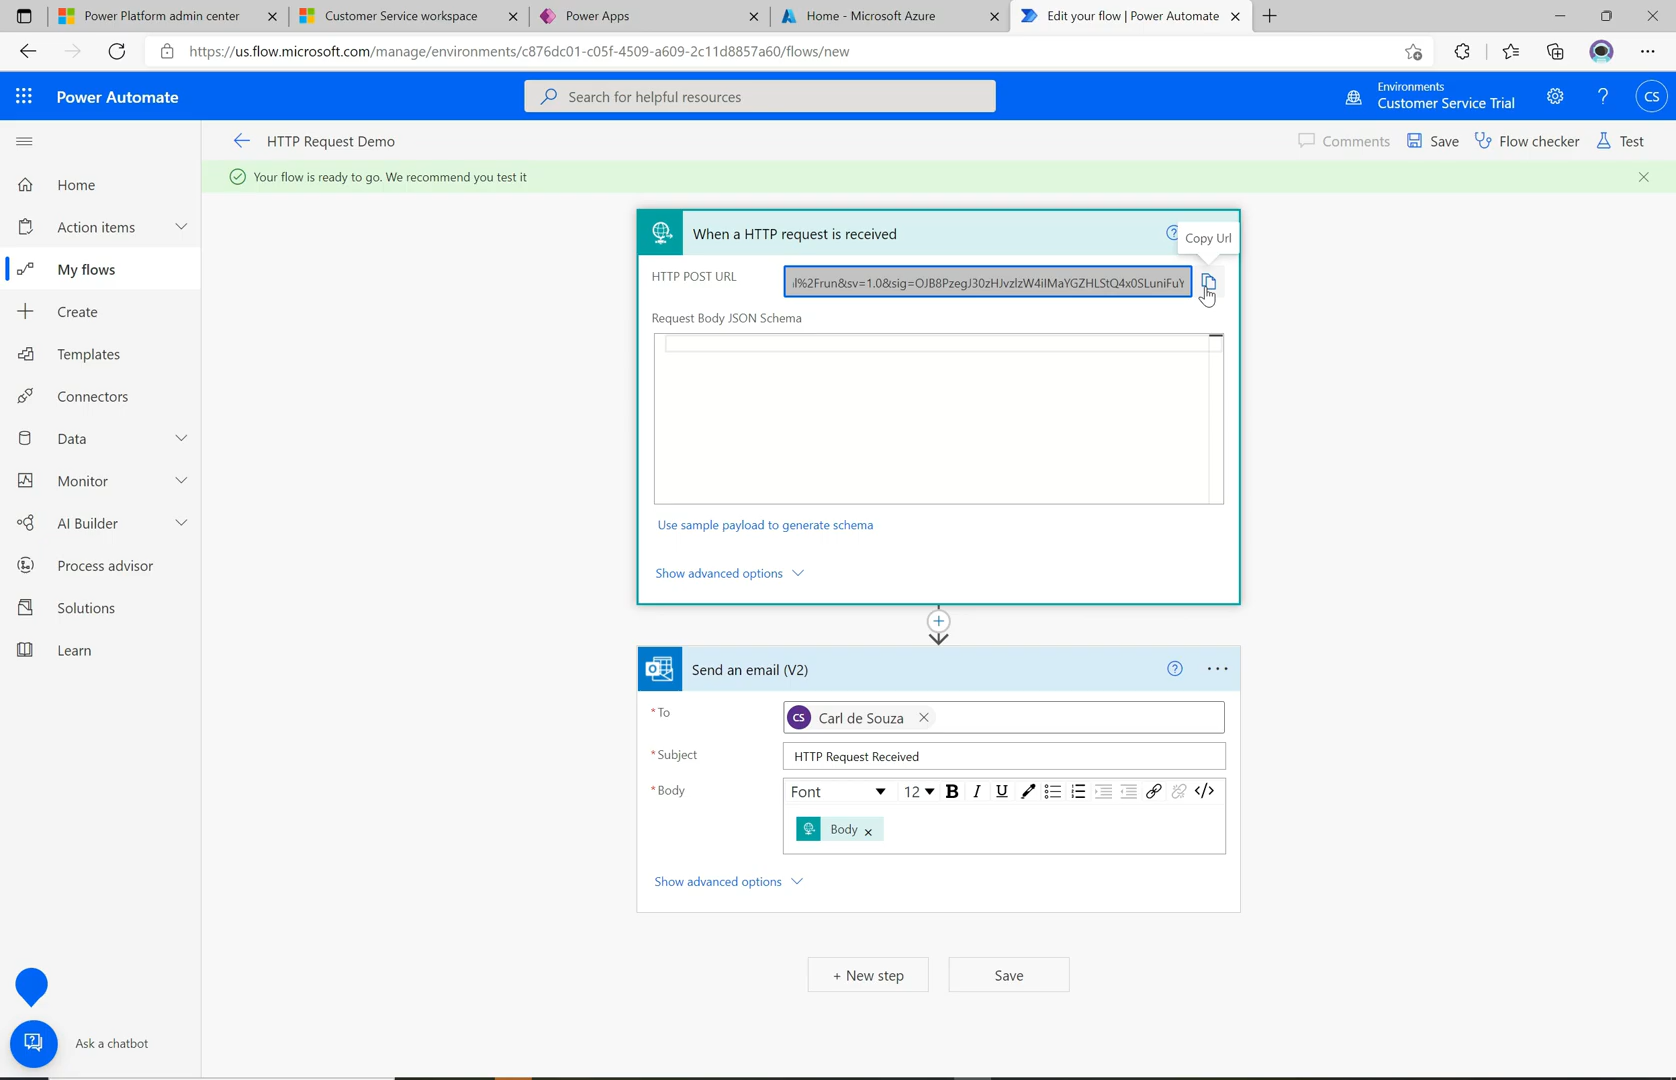 Power Platform admin center
Customer Service workspace
Power Apps
Home - Microsoft Azure
Edit your flow | Power Automate
https://us.flow.microsoft.com/manage/environments/c876dc01-c05f-4509-a609-2c11d8857a60/flows/new
Power Automate
Search for helpful resources
Environments
Customer Service Trial
?
CS
HTTP Request Demo
Comments
Save
Flow checker
Test
Your flow is ready to go. We recommend you test it
Home
Action items
My flows
Create
Templates
Connectors
Data
Monitor
AI Builder
Process advisor
Solutions
Learn
Ask a chatbot
When a HTTP request is received
Copy Url
HTTP POST URL
Request Body JSON Schema
Use sample payload to generate schema
Show advanced options
Send an email (V2)
?
...
* To
CS Carl de Souza
* Subject
HTTP Request Received
* Body
Font
12
B
I
U
</>
Body
Show advanced options
+ New step
Save